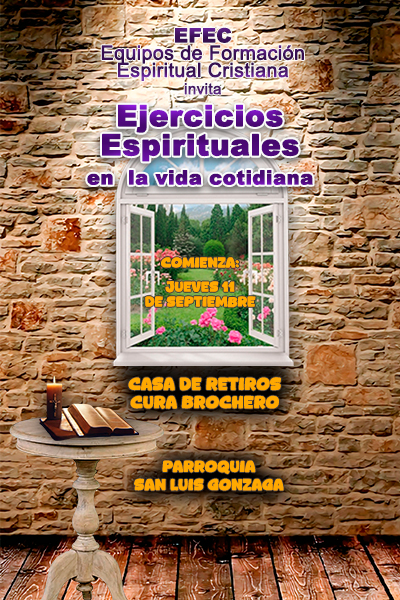 EFEC
Equipos de Formación
Espiritual Cristiana
invita
Ejercicios
Espirituales
en la vida cotidiana
COMIENZA:
JUEVES 11
DE SEPTIEMBRE
CASA DE RETIROS
CURA BROCHERO
PARROQUIA
SAN LUIS GONZAGA